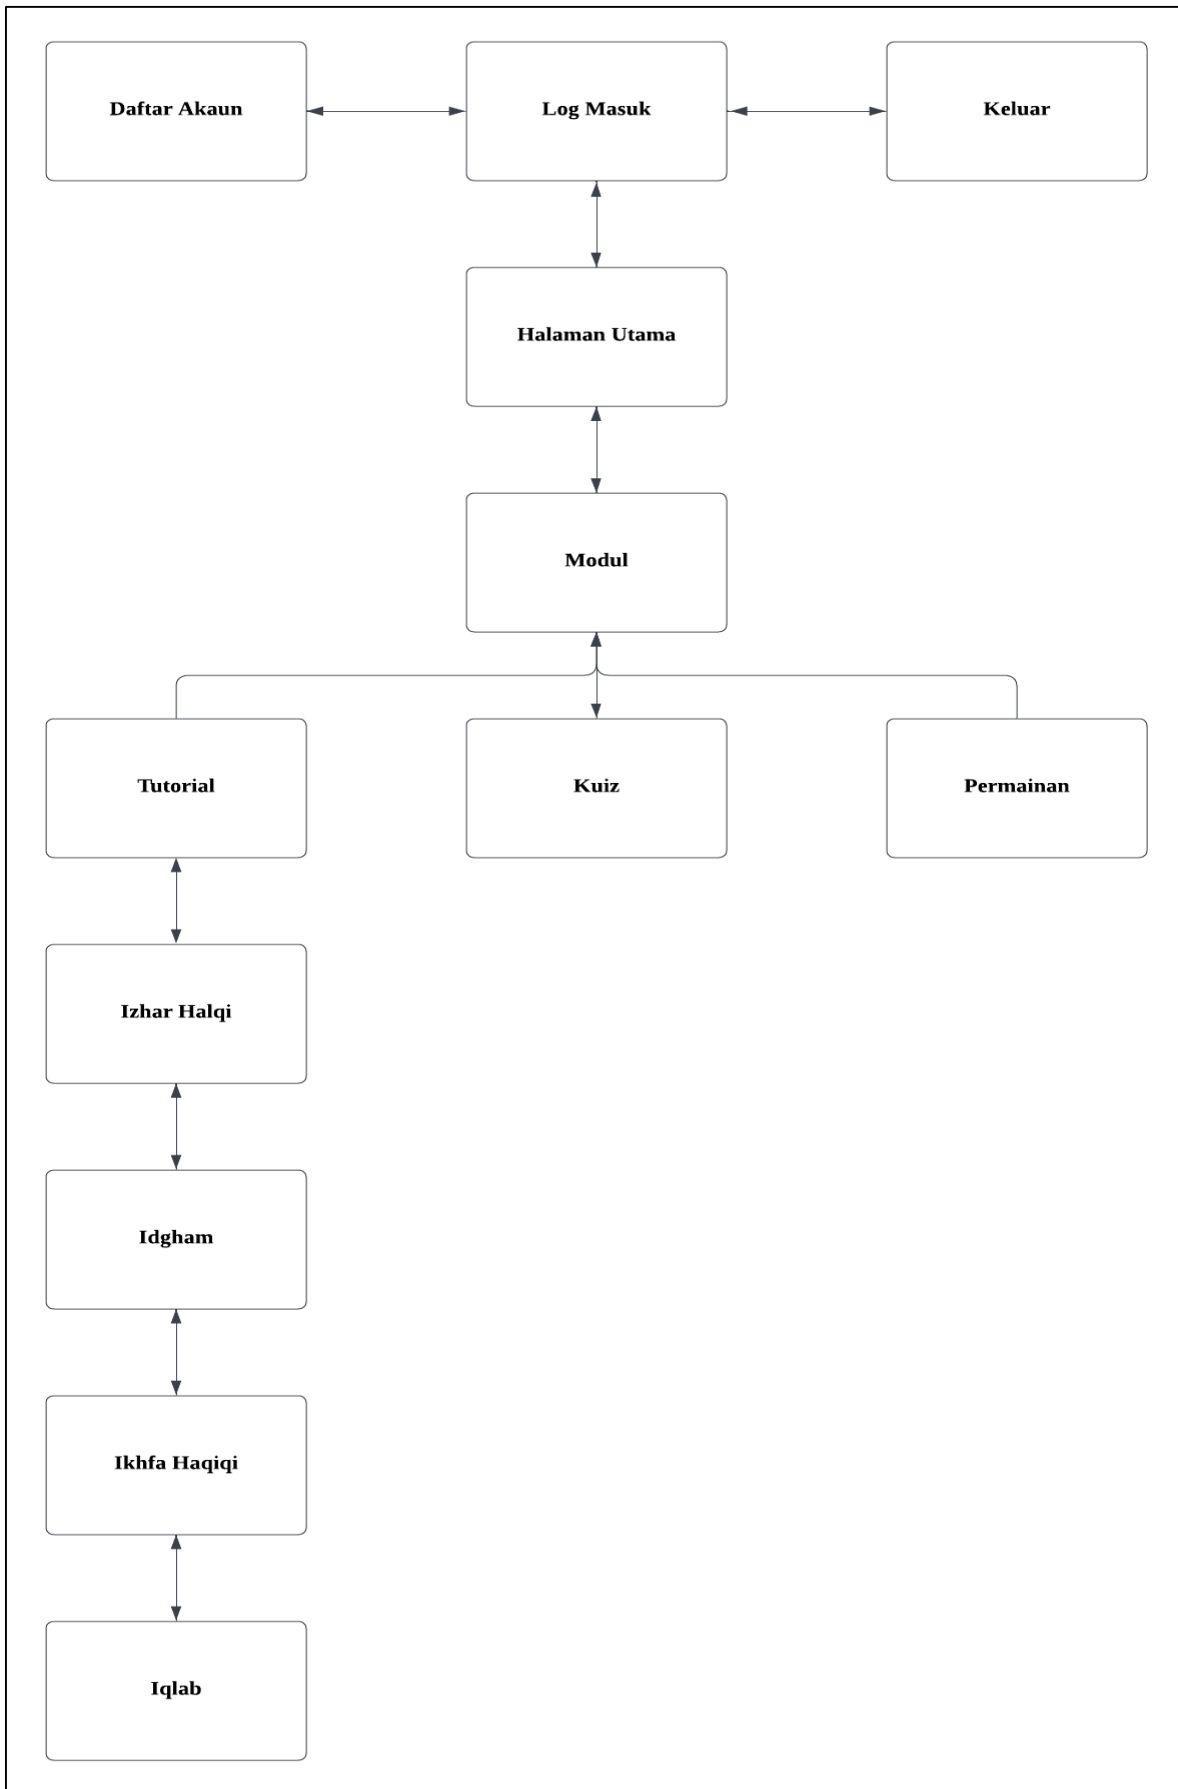 Daftar Akaun
Log Masuk
Keluar
Halaman Utama
Modul
Tutorial
Kuiz
Permainan
Izhar Halqi
Idgham
Ikhfa Haqiqi
Iqlab